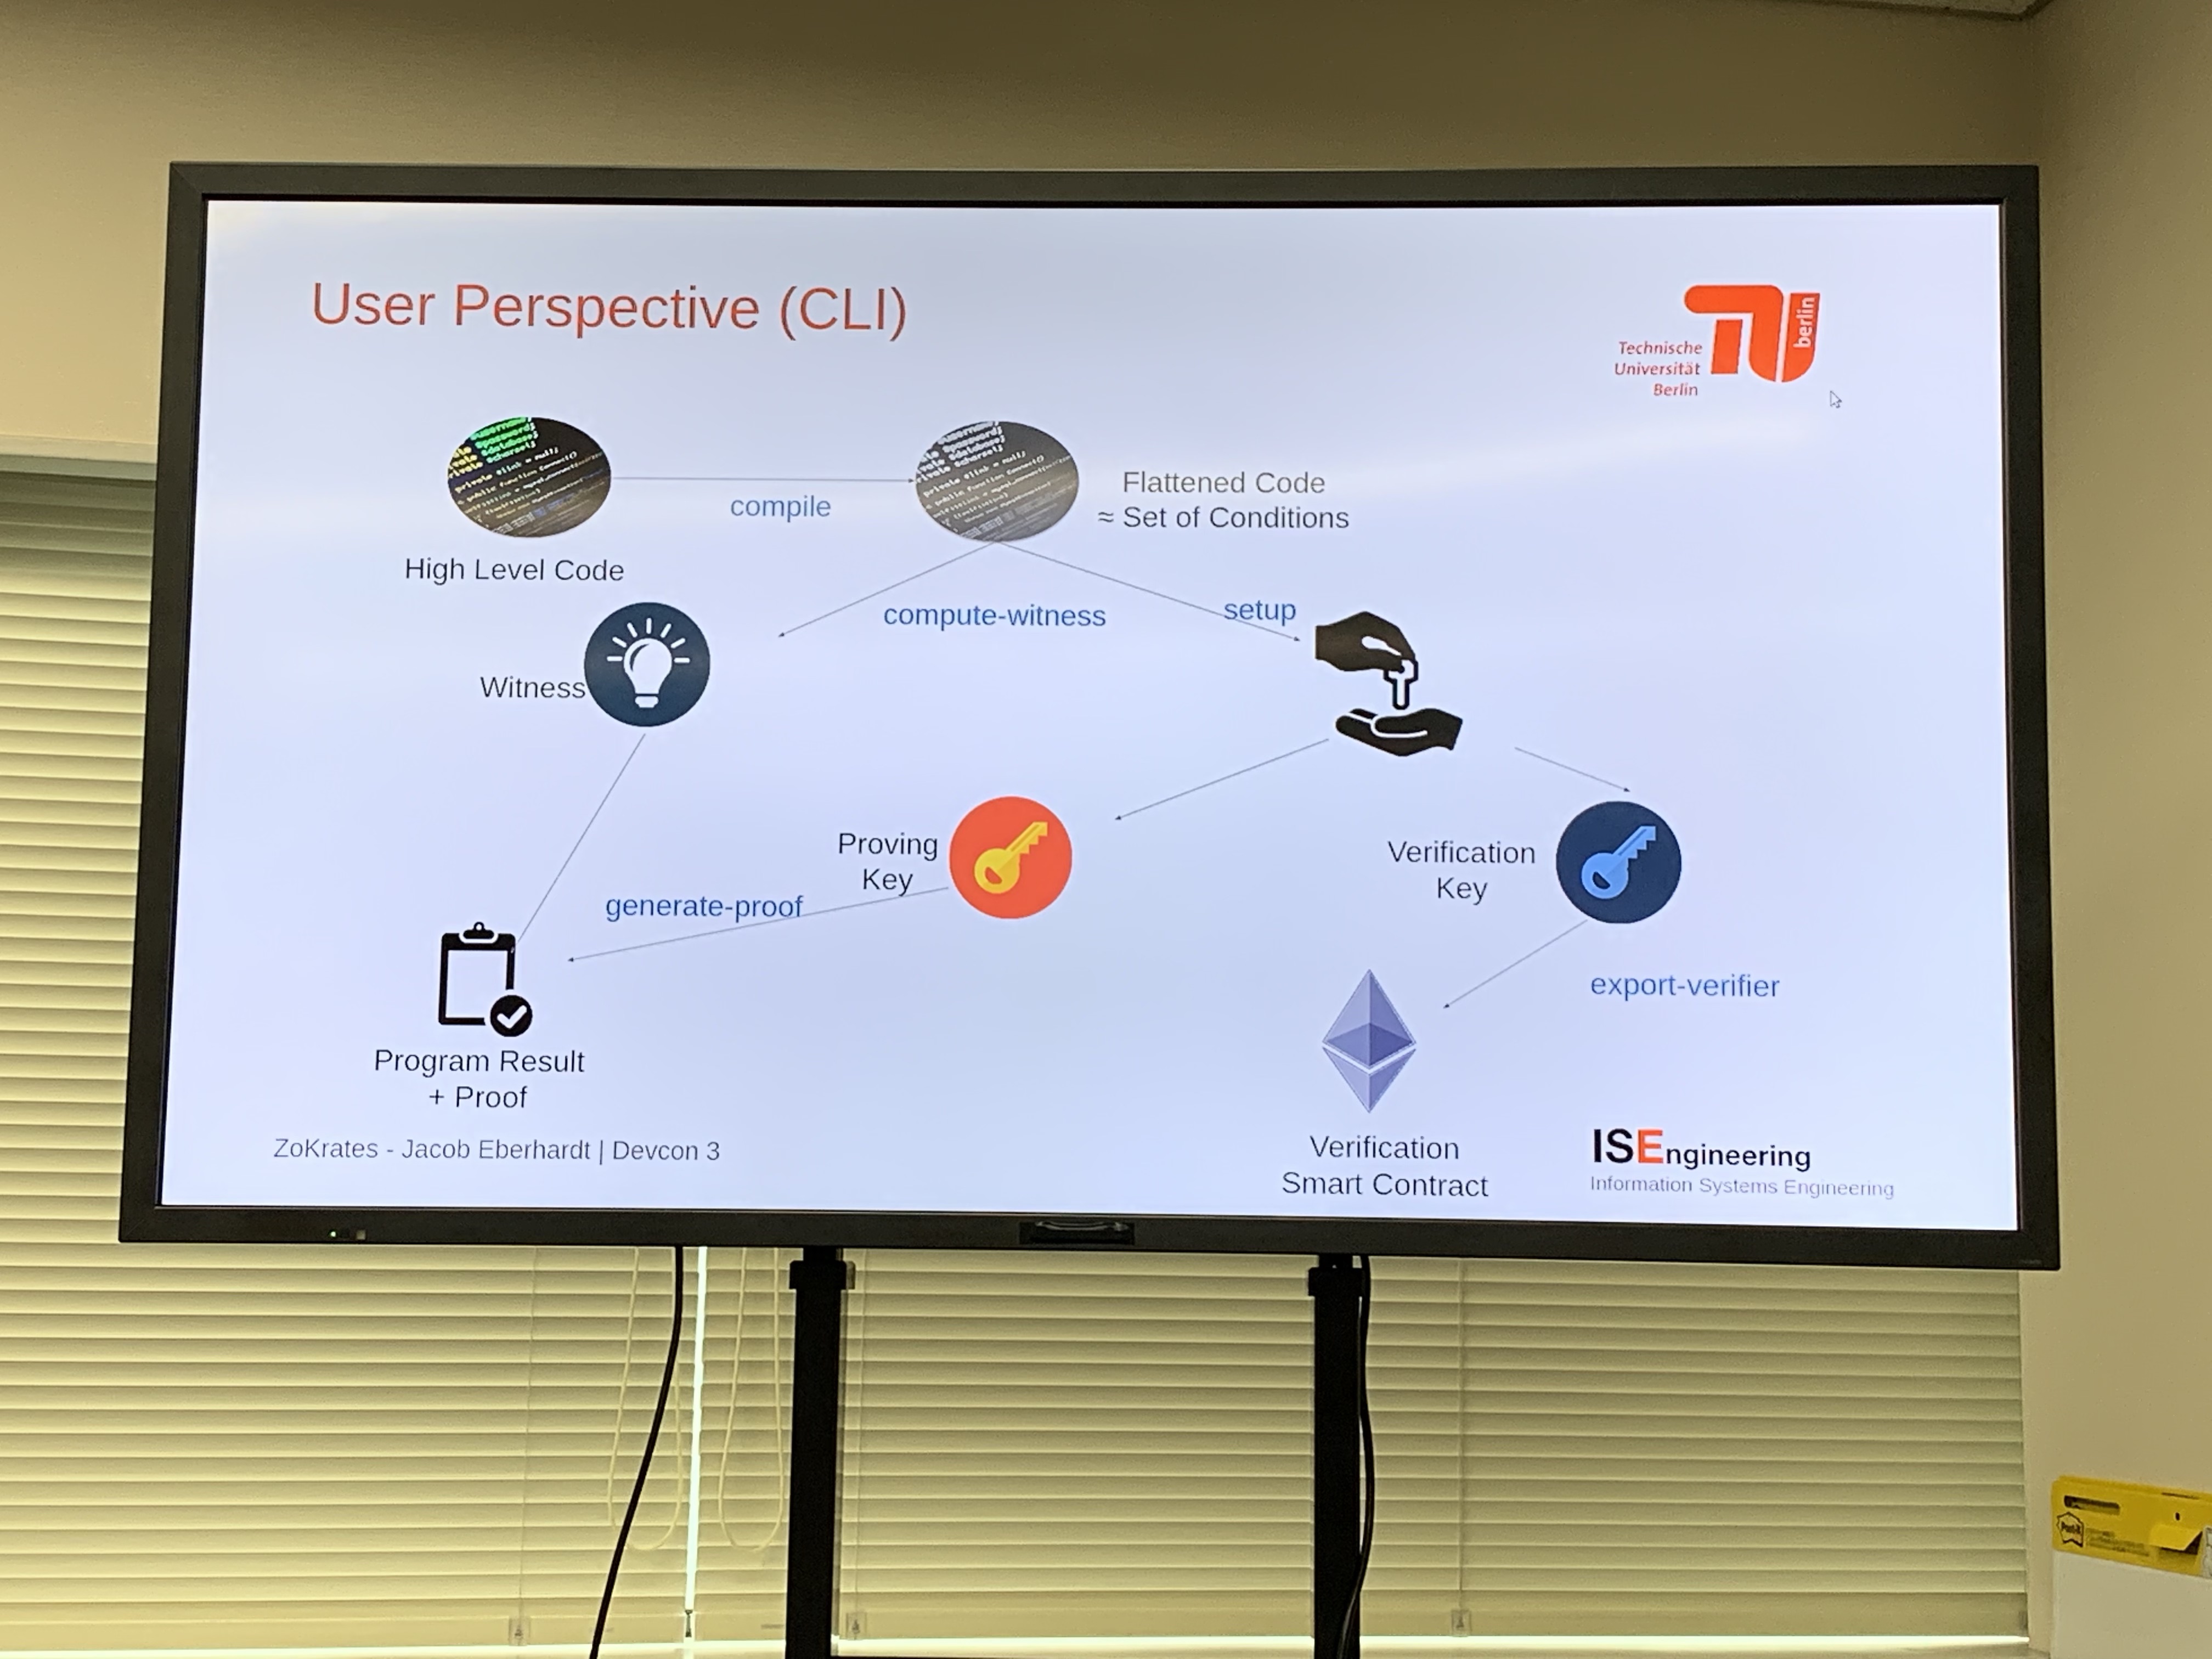 User Perspective (CLI)
Technische
Universität
Berlin
berlin
compile
Flattened Code
≈ Set of Conditions
High Level Code
compute-witness
setup
Witness
Proving
Key
Verification
Key
generate-proof
export-verifier
Program Result
+ Proof
Verification
Smart Contract
ZoKrates - Jacob Eberhardt | Devcon 3
ISEngineering
Information Systems Engineering
Post-it